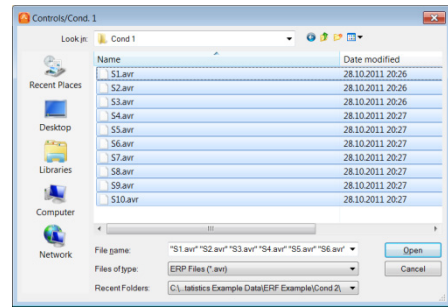 Controls/Cond. 1
Look in: Cond 1
Name Date modified
S1.avr 28.10.2011 20:26
S2.avr 28.10.2011 20:26
S3.avr 28.10.2011 20:26
S4.avr 28.10.2011 20:27
S5.avr 28.10.2011 20:27
S6.avr 28.10.2011 20:27
S7.avr 28.10.2011 20:27
S8.avr 28.10.2011 20:27
S9.avr 28.10.2011 20:27
S10.avr 28.10.2011 20:27
Recent Places
Desktop
Libraries
Computer
Network
File name: "S1.avr" "S2.avr" "S3.avr" "S4.avr" "S5.avr" "S6.avr' Open
Files of type: ERP Files (*.avr) Cancel
Recent Folders: C:\...tatistics Example Data\ERF Example\Cond 2\